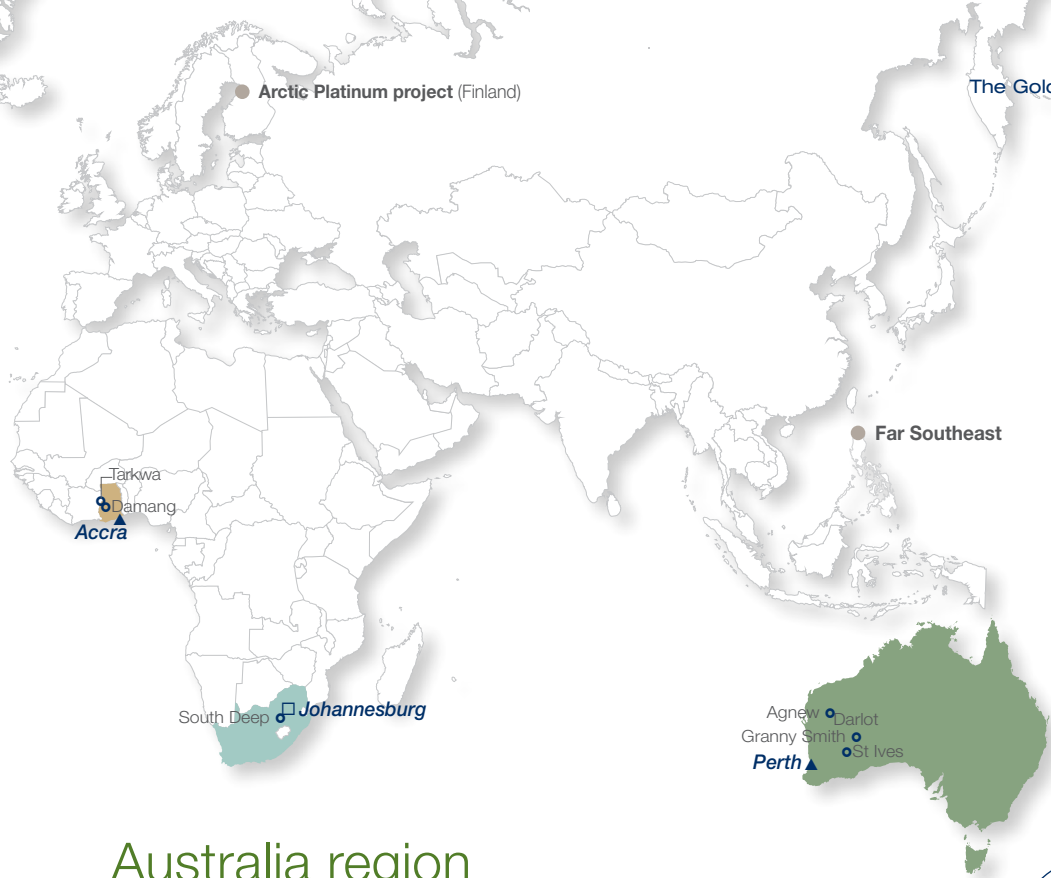 Arctic Platinum project (Finland)
The Gold
Far Southeast
Tarkwa
Damang
Accra
South Deep
Johannesburg
Agnew
Darlot
Granny Smith
St Ives
Perth
Australia region